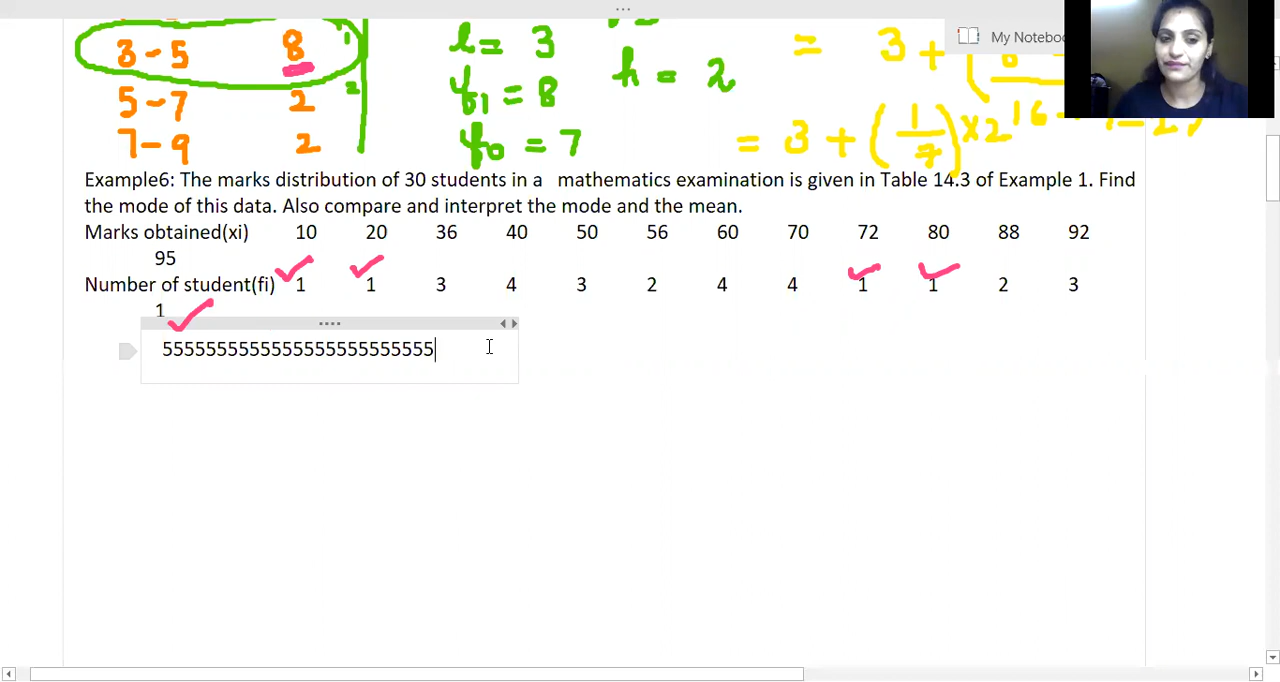 3 - 5 8 l = 3 = 3 +
My Noteboo
5 - 7 2 f1 = 8 h = 2
7 - 9 2 f0 = 7 = 3 + (1/7) × 2
Example6: The marks distribution of 30 students in a mathematics examination is given in Table 14.3 of Example 1. Find
the mode of this data. Also compare and interpret the mode and the mean.
Marks obtained(xi) 10 20 36 40 50 56 60 70 72 80 88 92
95
Number of student(fi) 1 1 3 4 3 2 4 4 1 1 2 3
1
5555555555555555555555555